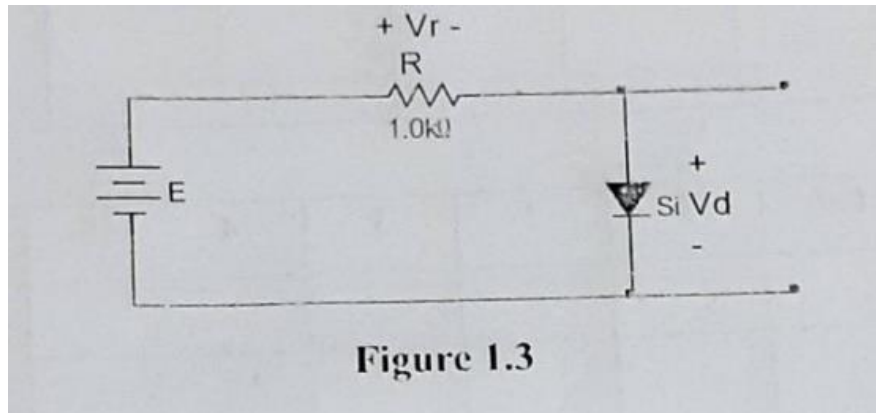 + Vr -
R
1.0kΩ
E
+
Si Vd
-
Figure 1.3